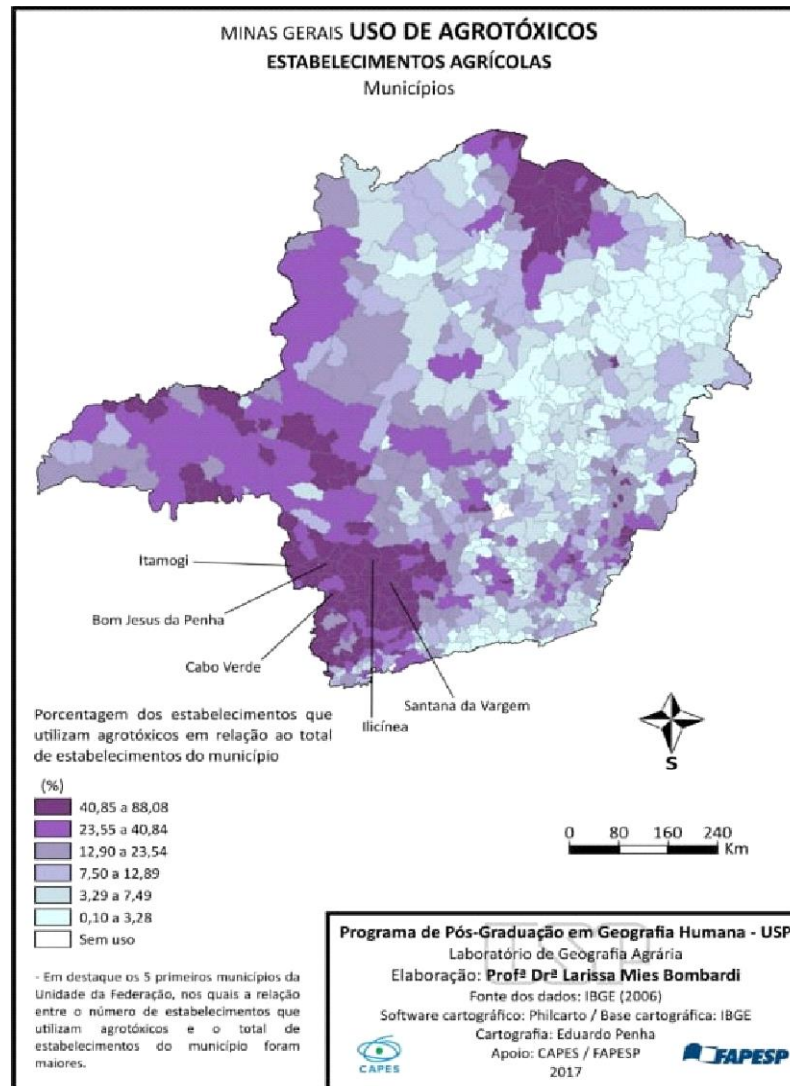 MINAS GERAIS USO DE AGROTÓXICOS
ESTABELECIMENTOS AGRÍCOLAS
Municípios
Itamogi
Bom Jesus da Penha
Cabo Verde
Ilicínea
Santana da Vargem
Porcentagem dos estabelecimentos que
utilizam agrotóxicos em relação ao total
de estabelecimentos do município
(%)
40,85 a 88,08
23,55 a 40,84
12,90 a 23,54
7,50 a 12,89
3,29 a 7,49
0,10 a 3,28
Sem uso
- Em destaque os 5 primeiros municípios da
Unidade da Federação, nos quais a relação
entre o número de estabelecimentos que
utilizam agrotóxicos e o total de
estabelecimentos do município foram
maiores.
S
0 80 160 240
Km
USP
Programa de Pós-Graduação em Geografia Humana - USP
Laboratório de Geografia Agrária
Elaboração: Profª Drª Larissa Mies Bombardi
Fonte dos dados: IBGE (2006)
Software cartográfico: Philcarto / Base cartográfica: IBGE
Cartografia: Eduardo Penha
Apoio: CAPES / FAPESP
2017
CAPES
FAPESP